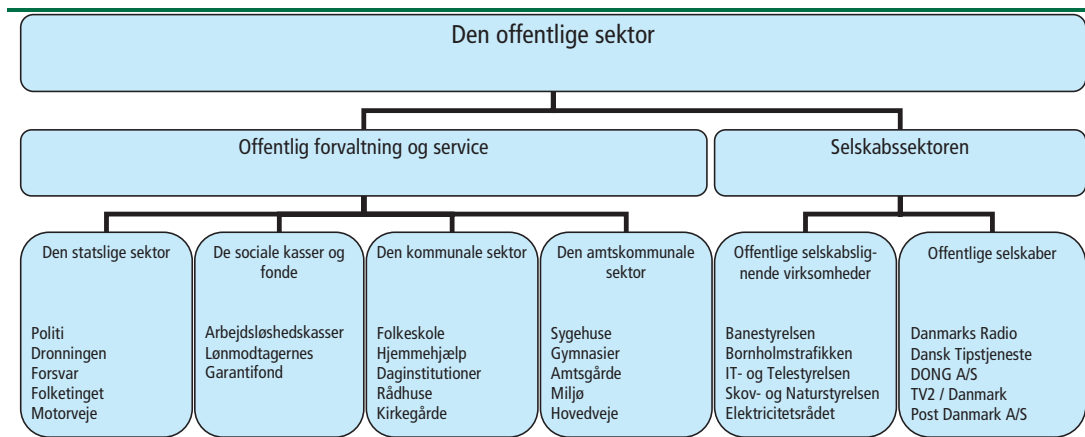 Den offentlige sektor
Offentlig forvaltning og service
Selskabssektoren
Den statslige sektor
Politi
Dronningen
Forsvar
Folketinget
Motorveje
De sociale kasser og
fonde
Arbejdsløshedskasser
Lønmodtagernes
Garantifond
Den kommunale sektor
Folkeskole
Hjemmehjælp
Daginstitutioner
Rådhuse
Kirkegårde
Den amtskommunale
sektor
Sygehuse
Gymnasier
Amtsgårde
Miljø
Hovedveje
Offentlige selskabslig-
nende virksomheder
Banestyrelsen
Bornholmstrafikken
IT- og Telestyrelsen
Skov- og Naturstyrelsen
Elektricitetsrådet
Offentlige selskaber
Danmarks Radio
Dansk Tipstjeneste
DONG A/S
TV2 / Danmark
Post Danmark A/S